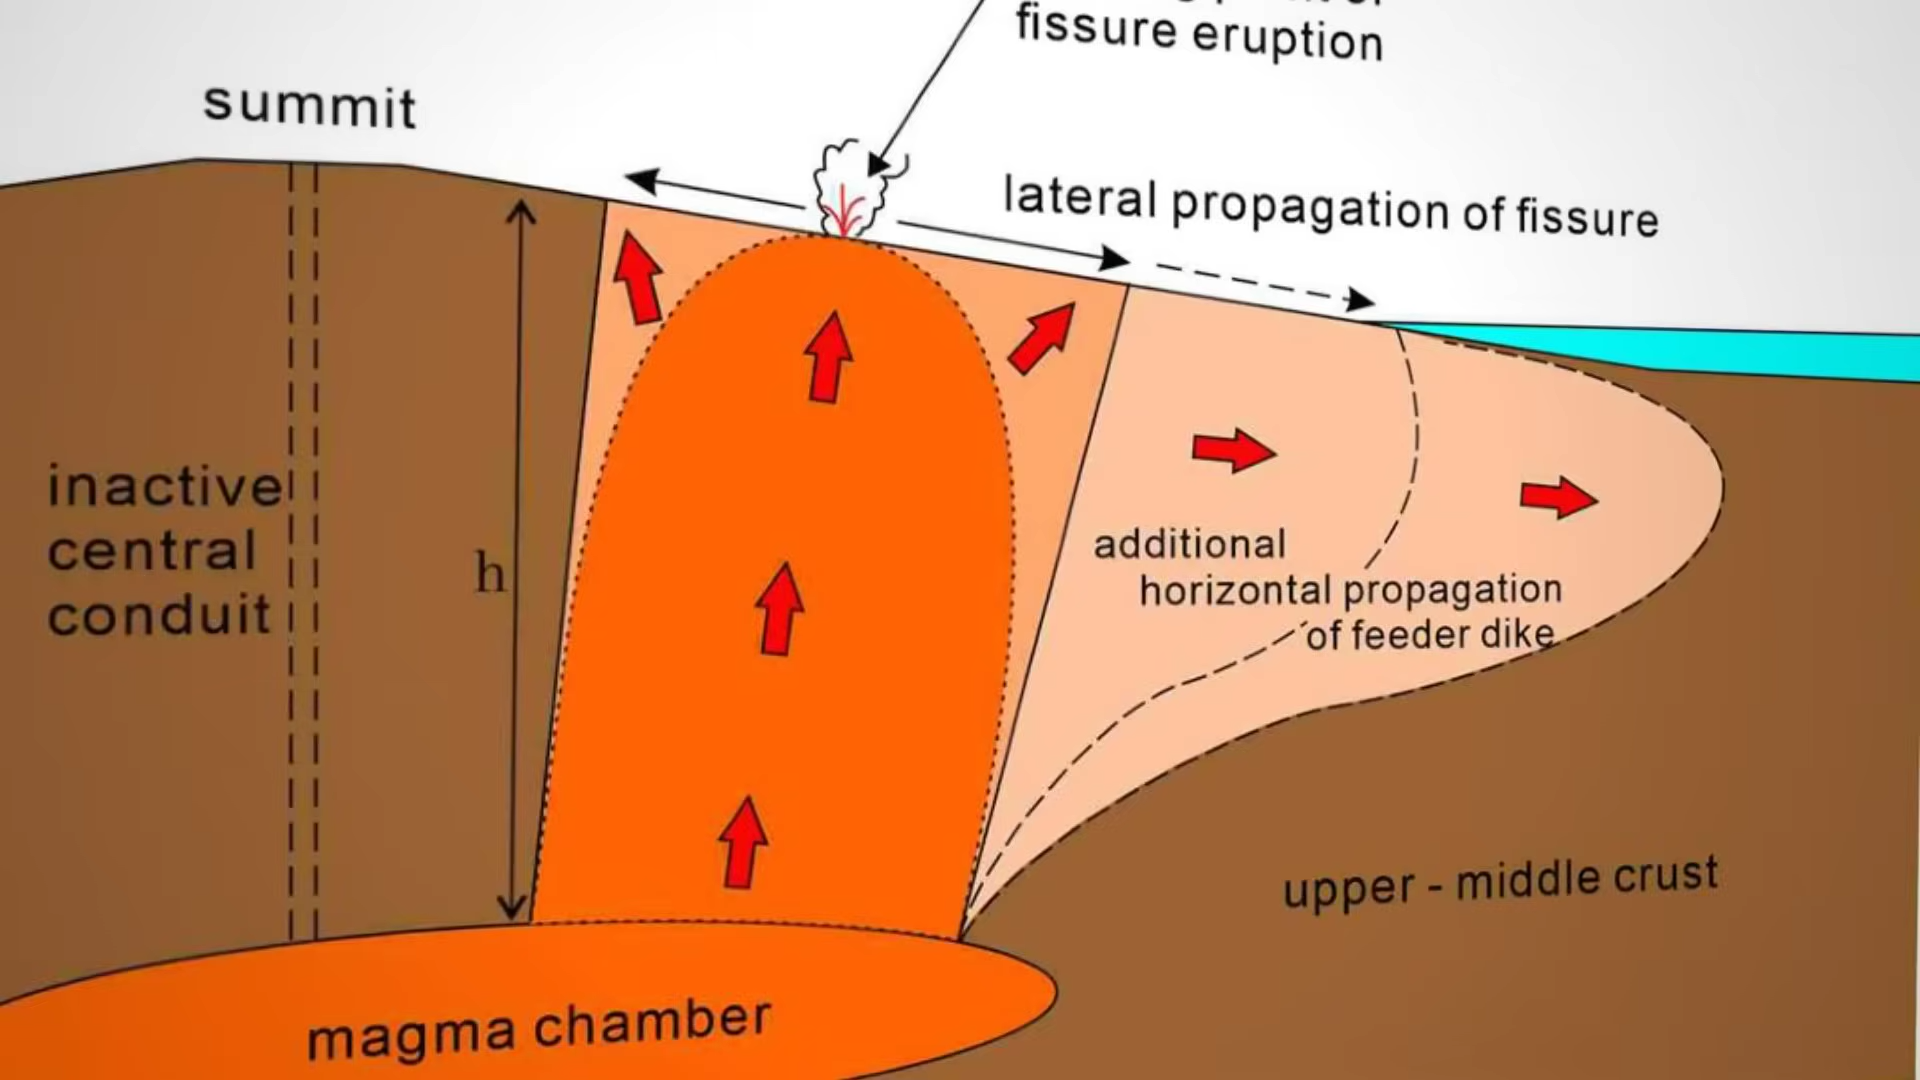 fissure eruption
summit
lateral propagation of fissure
inactive
central
conduit
h
additional
horizontal propagation
of feeder dike
upper - middle crust
magma chamber